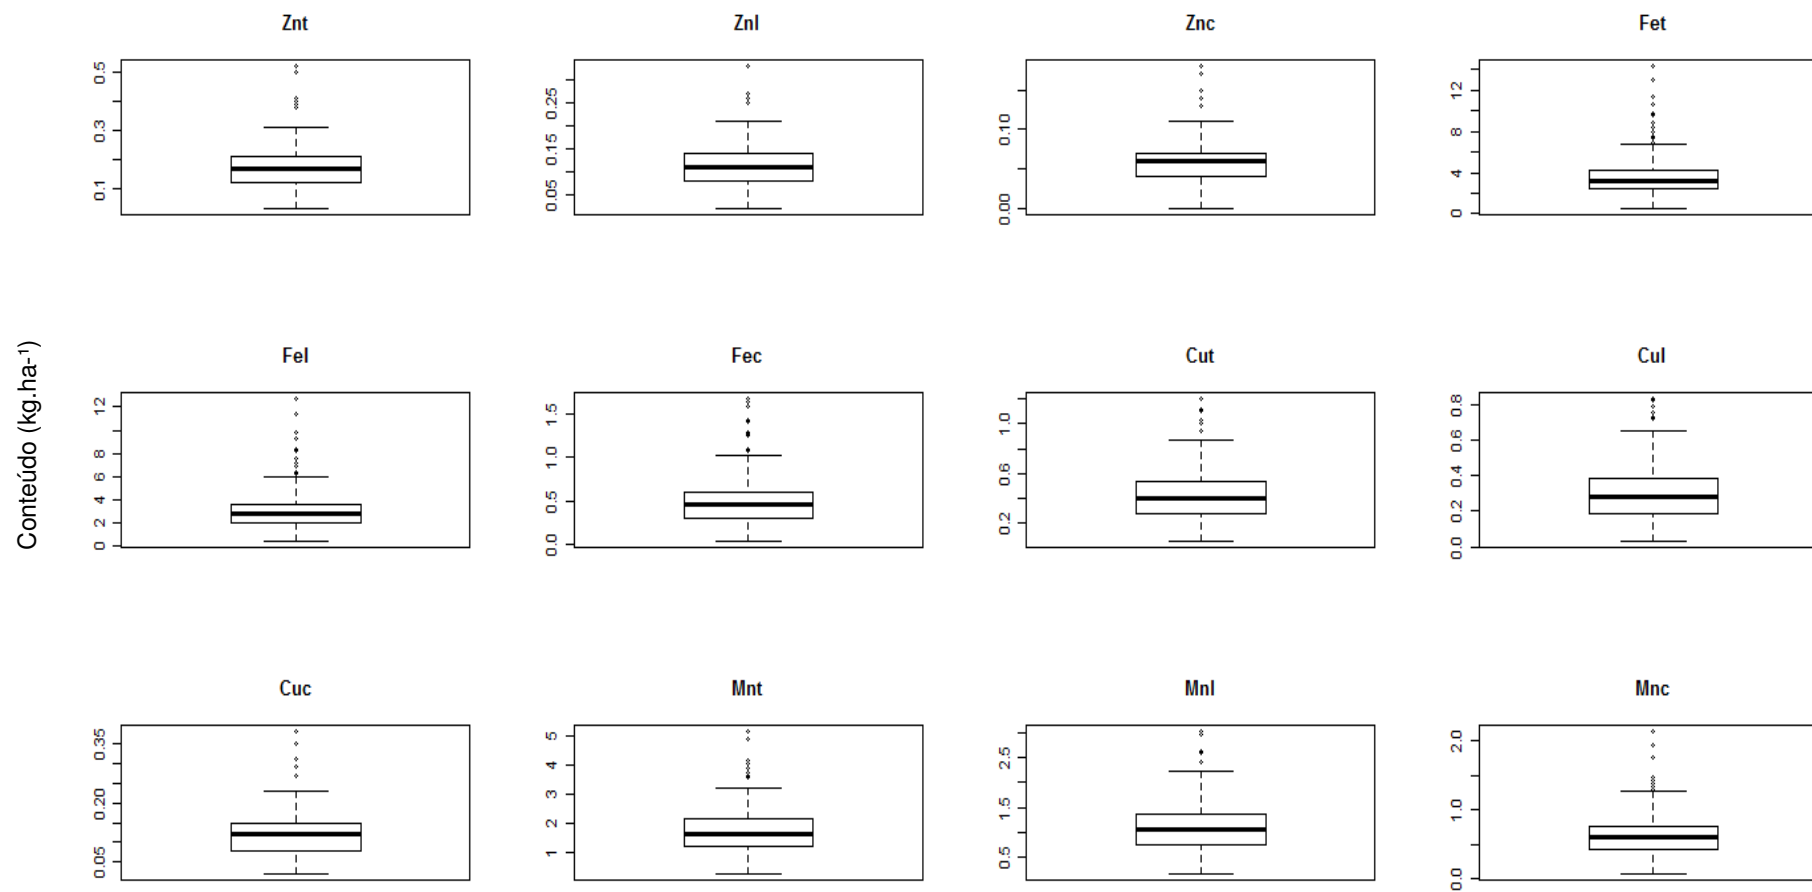 Znt
Znl
Znc
Fet
0.1 0.3 0.5
0.05 0.15 0.25
0.00 0.10
0 4 8 12
Conteúdo (kg.ha-¹)
Fel
Fec
Cut
Cul
0 2 4 6 8 12
0.0 0.5 1.0 1.5
0.2 0.6 1.0
0.0 0.2 0.4 0.6 0.8
Cuc
Mnt
Mnl
Mnc
0.05 0.20 0.35
1 2 3 4 5
0.5 1.5 2.5
0.0 1.0 2.0